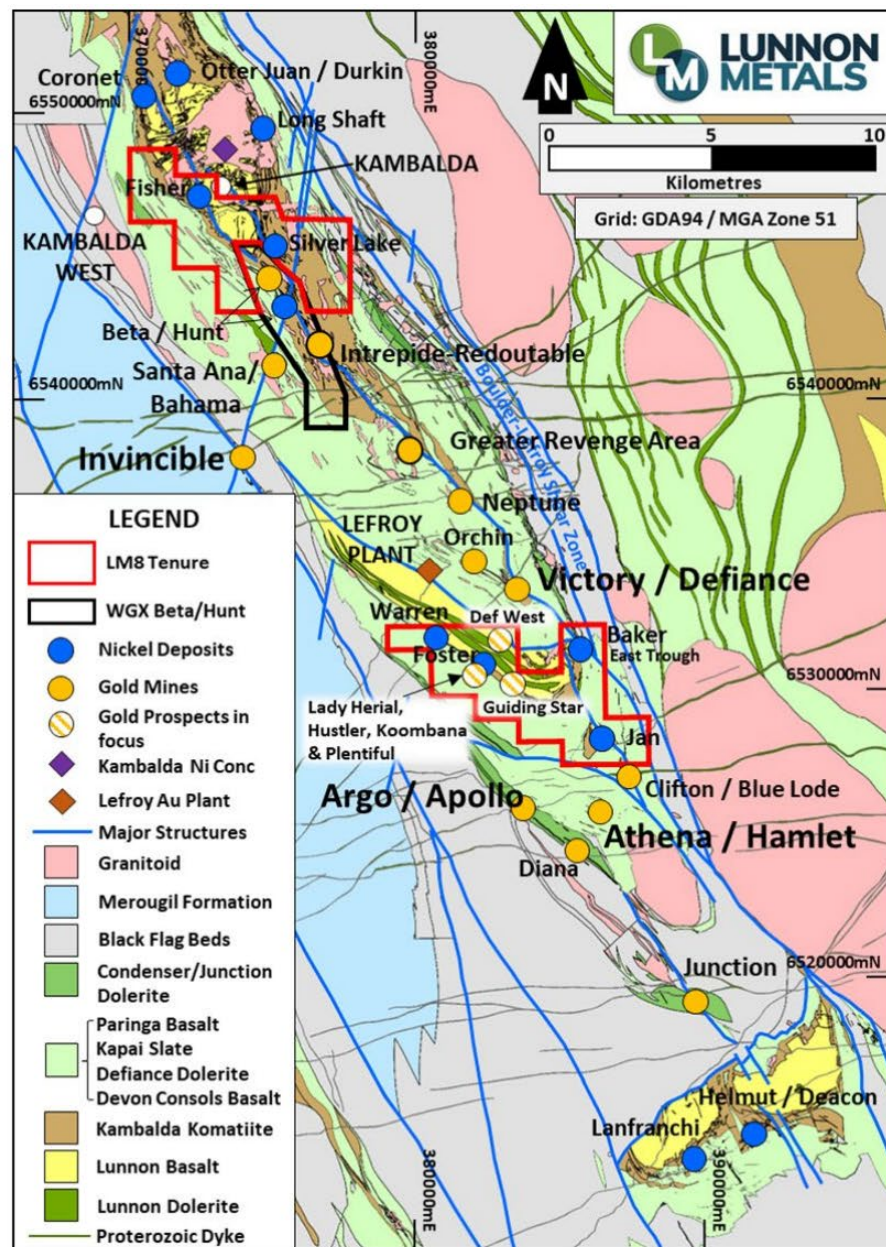 LUNNON
METALS
LM
N
0
5
10
Kilometres
Grid: GDA94 / MGA Zone 51
370000
380000mE
6550000mN
Coronet
Otter Juan / Durkin
Long Shaft
KAMBALDA
Fisher
KAMBALDA
WEST
Silver Lake
Beta / Hunt
Intrepide-Redoutable
Santa Ana/
Bahama
6540000mN
6540000mN
Boulder-Lefroy Shear Zone
Greater Revenge Area
Invincible
Neptune
LEFROY
PLANT
Orchin
Victory / Defiance
Warren
Def West
Baker
East Trough
Foster
6530000mN
Lady Herial,
Hustler, Koombana
& Plentiful
Guiding Star
Jan
Clifton / Blue Lode
Argo / Apollo
Athena / Hamlet
Diana
Junction
6520000mN
Helmut / Deacon
Lanfranchi
380000mE
390000mE
LEGEND
LM8 Tenure
WGX Beta/Hunt
Nickel Deposits
Gold Mines
Gold Prospects in
focus
Kambalda Ni Conc
Lefroy Au Plant
Major Structures
Granitoid
Merougil Formation
Black Flag Beds
Condenser/Junction
Dolerite
Paringa Basalt
Kapai Slate
Defiance Dolerite
Devon Consols Basalt
Kambalda Komatiite
Lunnon Basalt
Lunnon Dolerite
Proterozoic Dyke